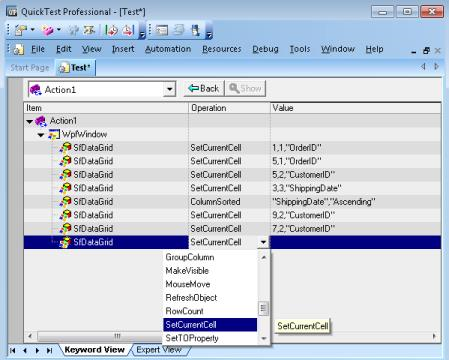 QuickTest Professional - [Test*]
File Edit View Insert Automation Resources Debug Tools Window Help
Start Page Test*
Action1 Back Show
Item Operation Value
Action1
WpfWindow
SfDataGrid SetCurrentCell 1,1,"OrderID"
SfDataGrid SetCurrentCell 5,1,"OrderID"
SfDataGrid SetCurrentCell 5,2,"CustomerID"
SfDataGrid SetCurrentCell 3,3,"ShippingDate"
SfDataGrid ColumnSorted "ShippingDate","Ascending"
SfDataGrid SetCurrentCell 9,2,"CustomerID"
SfDataGrid SetCurrentCell 7,2,"CustomerID"
SfDataGrid SetCurrentCell
GroupColumn
MakeVisible
MouseMove
RefreshObject
RowCount
SetCurrentCell SetCurrentCell
SetTOProperty
Keyword View Expert View